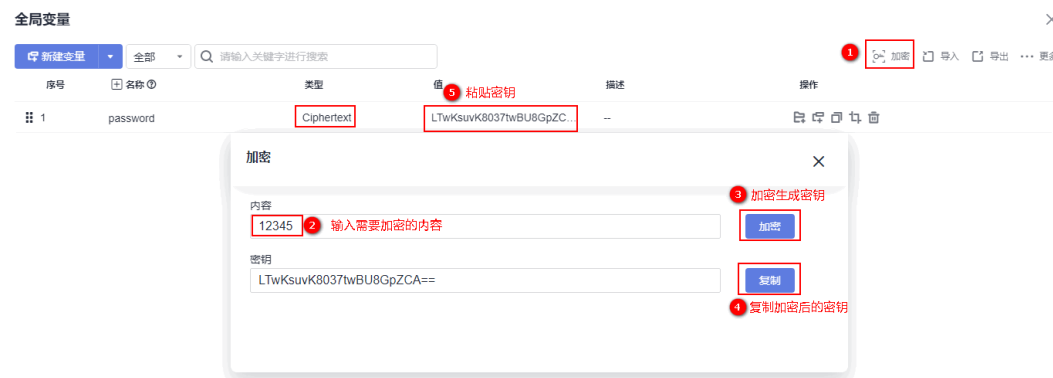 全局变量
新建变量 全部 请输入关键字进行搜索 1 加密 导入 导出 ··· 更多
序号 名称 类型 值 描述 操作
5 粘贴密钥
1 password Ciphertext LTwKsuvK8037twBU8GpZC... --
加密
3 加密生成密钥
内容
12345 2 输入需要加密的内容 加密
密钥
LTwKsuvK8037twBU8GpZCA== 复制
4 复制加密后的密钥